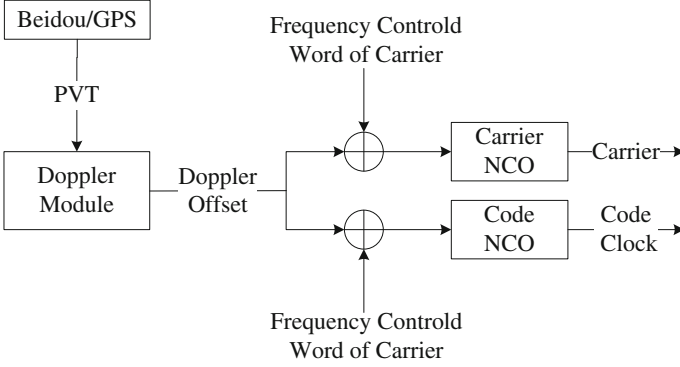 Beidou/GPS
PVT
Doppler
Module
Doppler
Offset
Frequency Controld
Word of Carrier
Carrier
NCO
Carrier
Code
NCO
Code
Clock
Frequency Controld
Word of Carrier